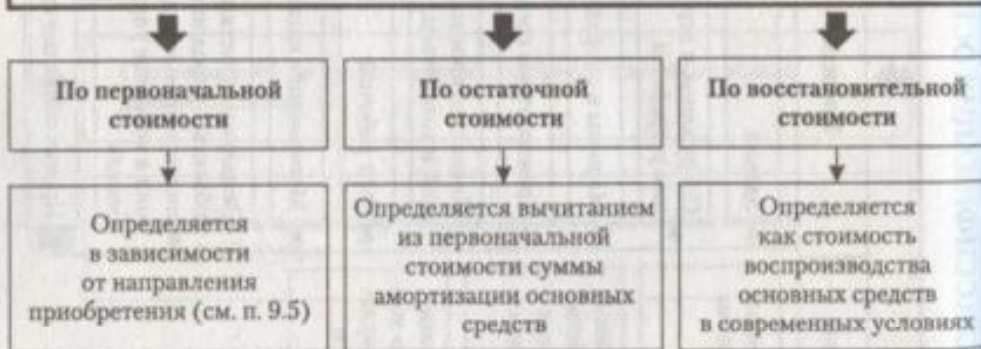 По первоначальной
стоимости
По остаточной
стоимости
По восстановительной
стоимости
Определяется
в зависимости
от направления
приобретения (см. п. 9.5)
Определяется вычитанием
из первоначальной
стоимости суммы
амортизации основных
средств
Определяется
как стоимость
воспроизводства
основных средств
в современных условиях